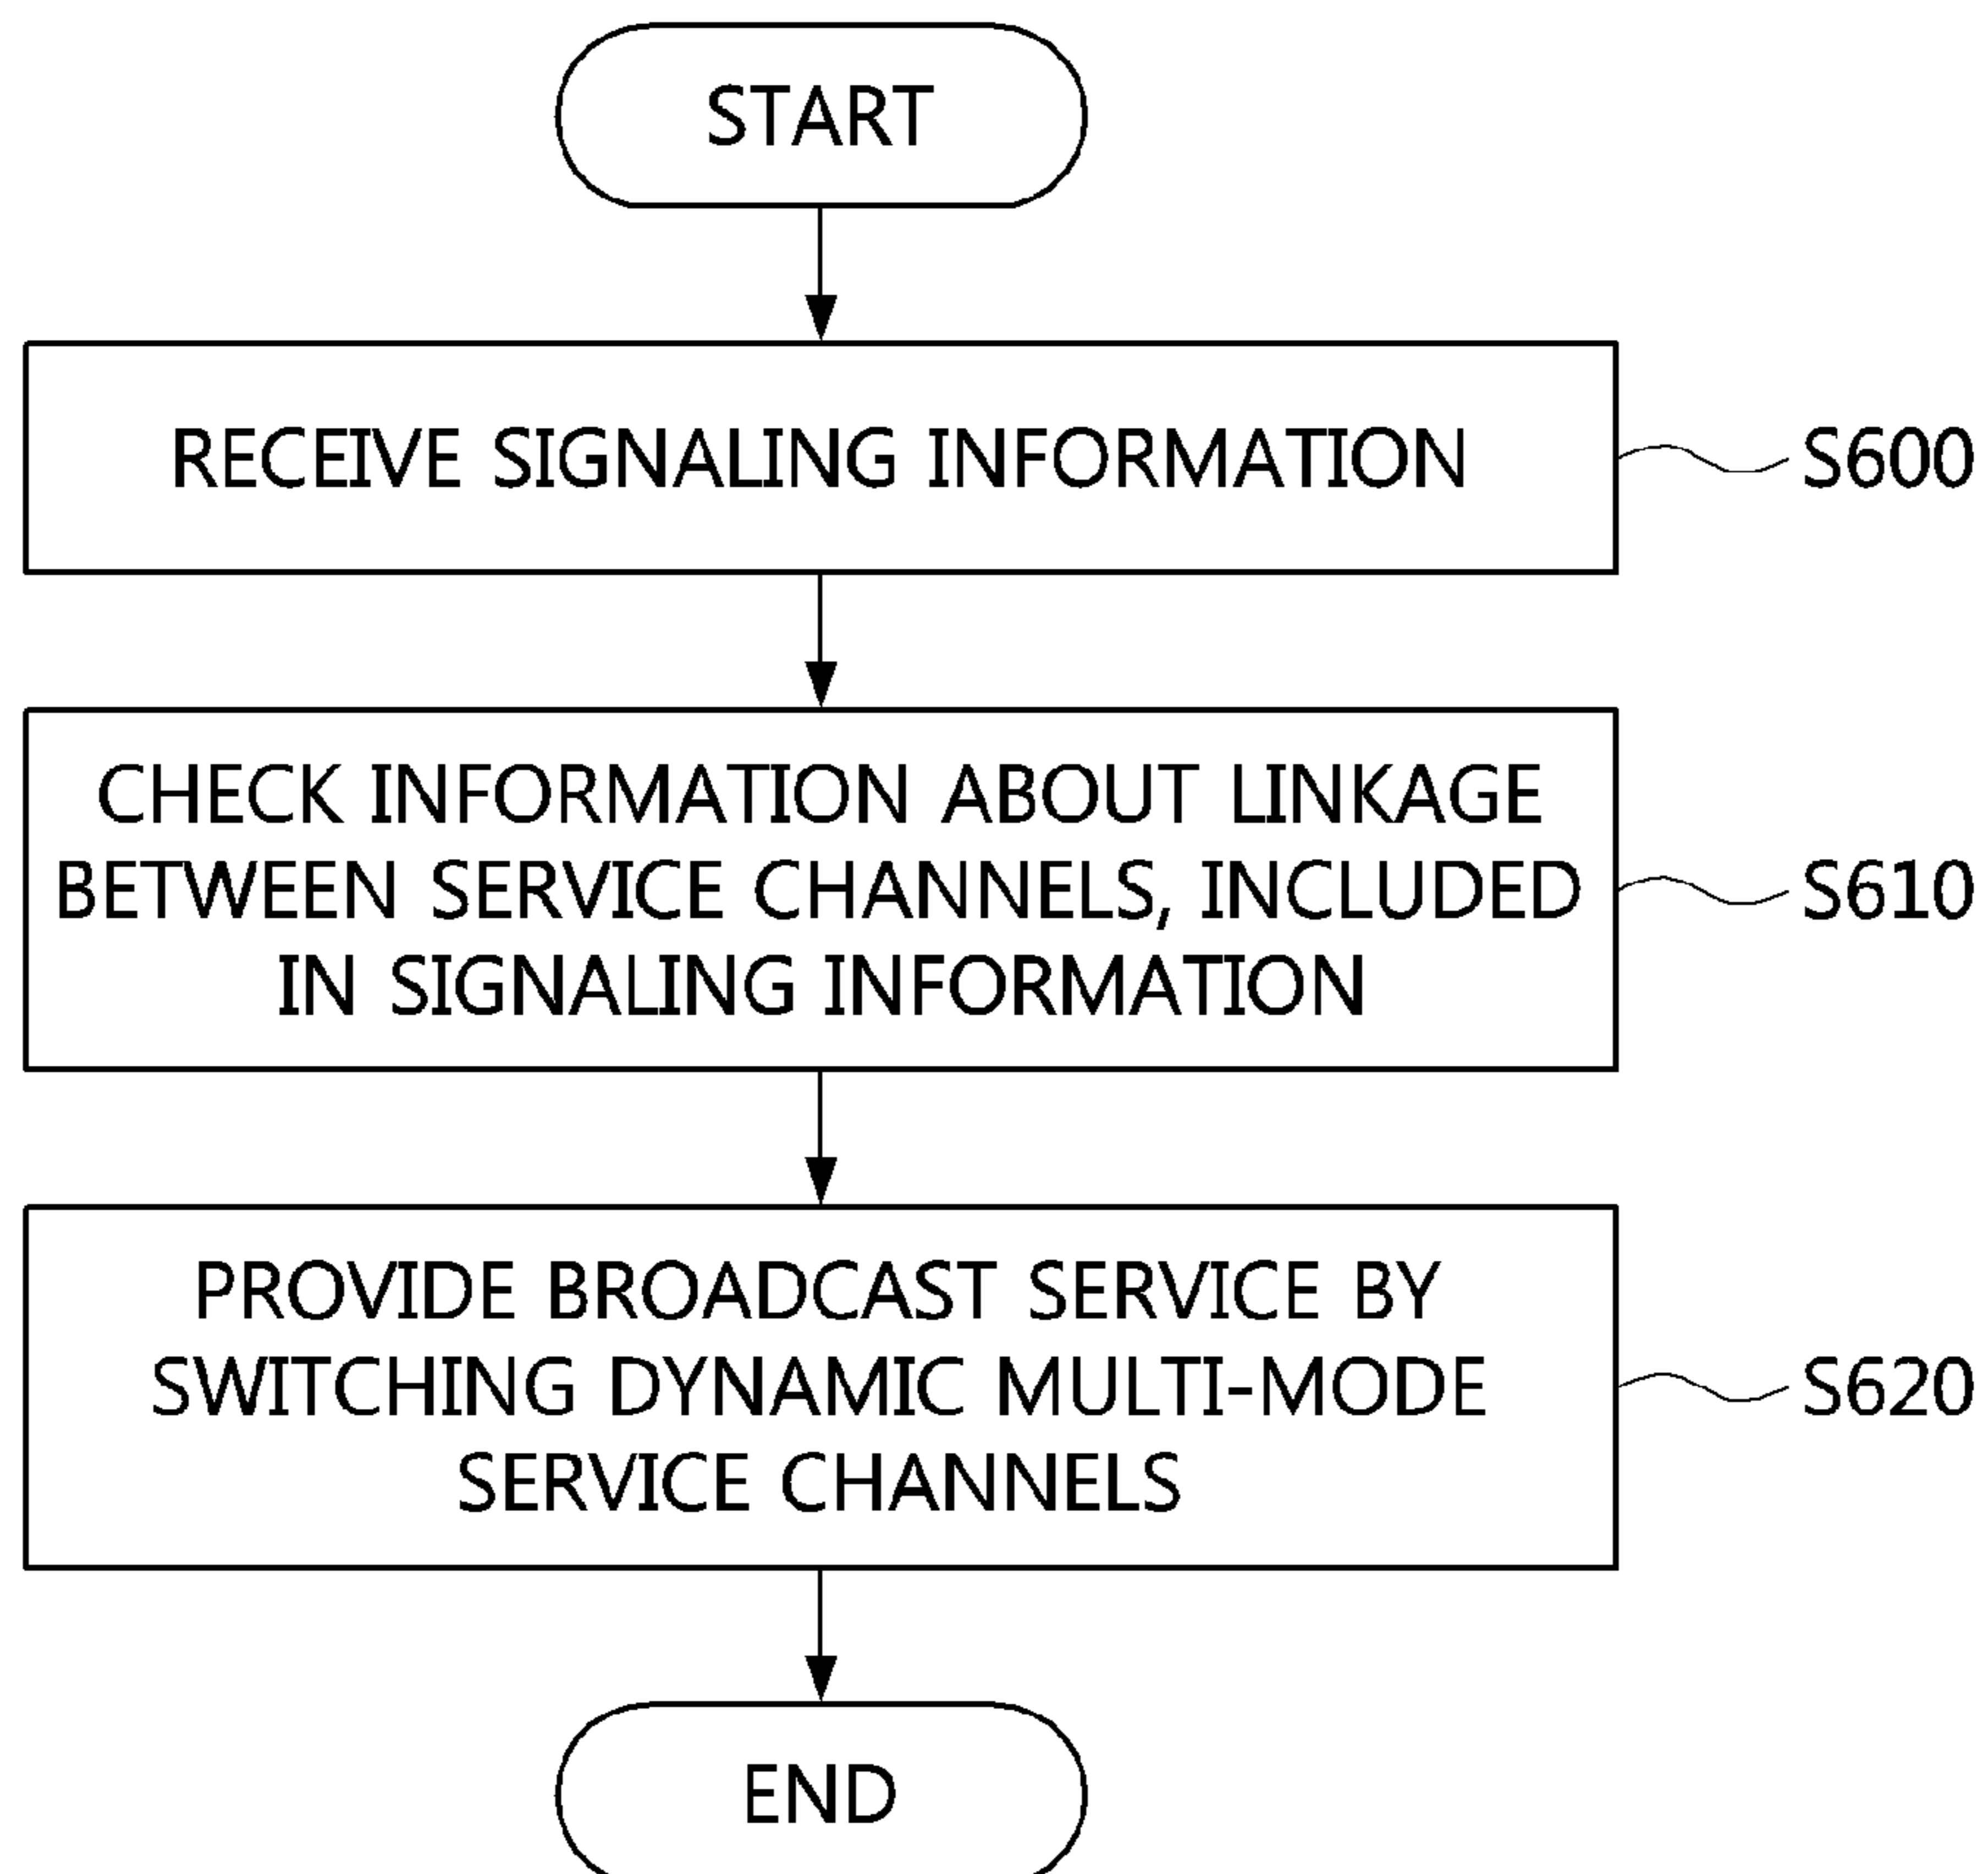 START
RECEIVE SIGNALING INFORMATION
S600
CHECK INFORMATION ABOUT LINKAGE
BETWEEN SERVICE CHANNELS, INCLUDED
IN SIGNALING INFORMATION
S610
PROVIDE BROADCAST SERVICE BY
SWITCHING DYNAMIC MULTI-MODE
SERVICE CHANNELS
S620
END